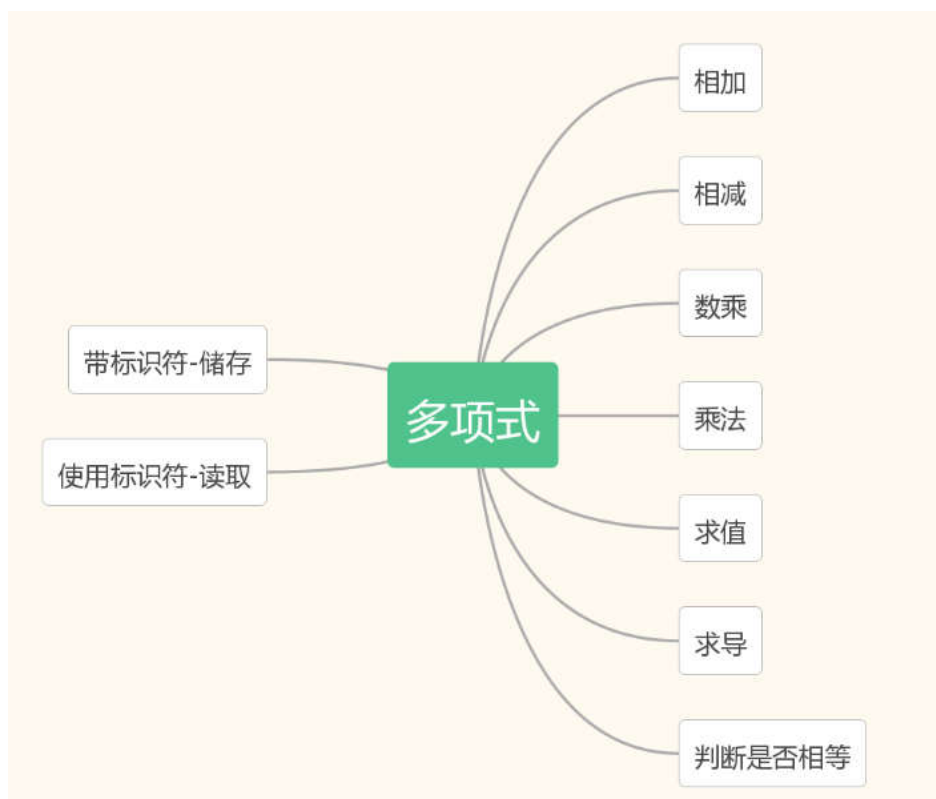 相加
相减
数乘
带标识符-储存
多项式
乘法
使用标识符-读取
求值
求导
判断是否相等